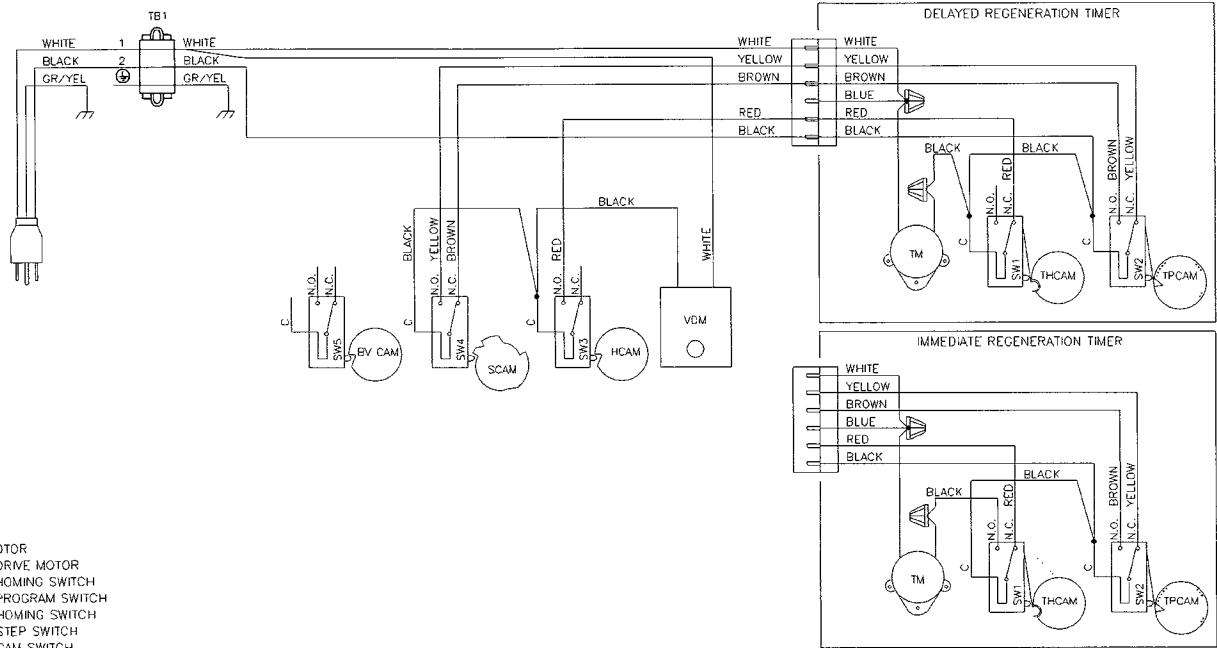 DELAYED REGENERATION TIMER
TB1
WHITE 1 WHITE
BLACK 2 BLACK
GR/YEL GR/YEL
WHITE WHITE
YELLOW YELLOW
BROWN BROWN
BLUE
RED RED
BLACK BLACK
BLACK BLACK
BROWN YELLOW
RED
N.O. N.C.
N.O. N.C.
C
C
TM
SW1
THCAM
SW2
TPCAM
BLACK
BLACK
YELLOW
BROWN
RED
WHITE
N.O. N.C.
N.O. N.C.
N.O. N.C.
C
C
C
SW5
BV CAM
SW4
SCAM
SW3
HCAM
VDM
IMMEDIATE REGENERATION TIMER
WHITE
YELLOW
BROWN
BLUE
RED
BLACK
BLACK BLACK
BROWN YELLOW
RED
N.O. N.C.
N.O. N.C.
C
C
TM
SW1
THCAM
SW2
TPCAM
OTOR
DRIVE MOTOR
HOMING SWITCH
PROGRAM SWITCH
HOMING SWITCH
STEP SWITCH
CAM SWITCH